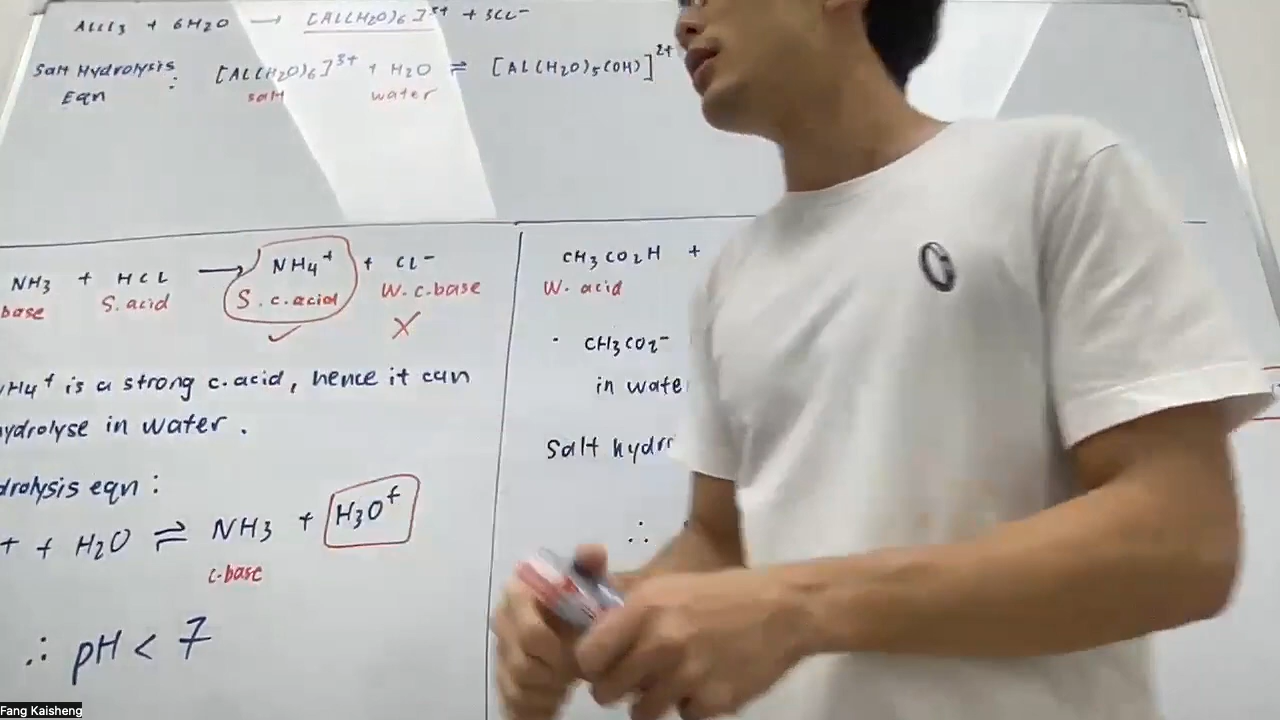 AlCl3 + 6H2O → [Al(H2O)6]3+ + 3Cl-
Salt Hydrolysis
Eqn :
[Al(H2O)6]3+ + H2O ⇌ [Al(H2O)5(OH)]2+
salt water
NH3 + HCl → NH4+ + Cl-
base S. acid S. c. acid W. c. base
✓ X
NH4+ is a strong c. acid, hence it can
hydrolyse in water.
drolysis eqn :
+ + H2O ⇌ NH3 + H3O+
c. base
∴ pH < 7
CH3CO2H +
W. acid
· CH3CO2-
in wate
Salt hydr
∴
Fang Kaisheng